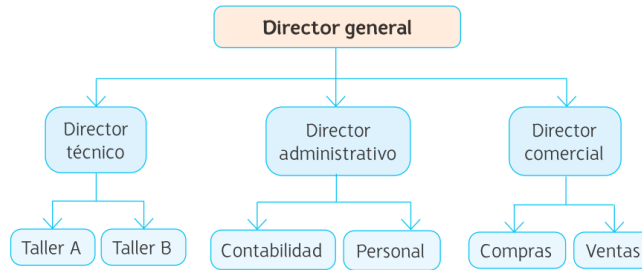 Director general
Director
técnico
Director
administrativo
Director
comercial
Taller A
Taller B
Contabilidad
Personal
Compras
Ventas